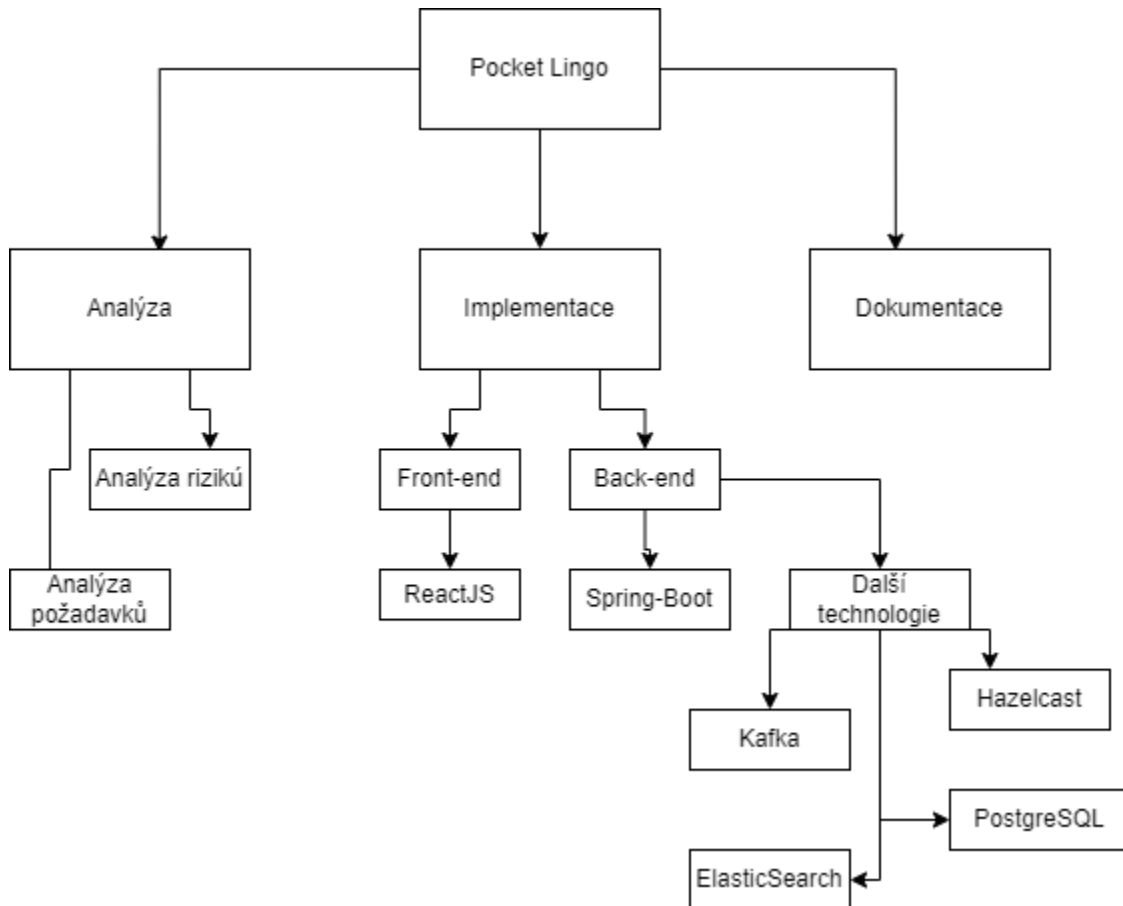 Pocket Lingo
Analýza
Implementace
Dokumentace
Analýza rizikú
Front-end
Back-end
Analýza
požadavků
ReactJS
Spring-Boot
Další
technologie
Kafka
Hazelcast
PostgreSQL
ElasticSearch